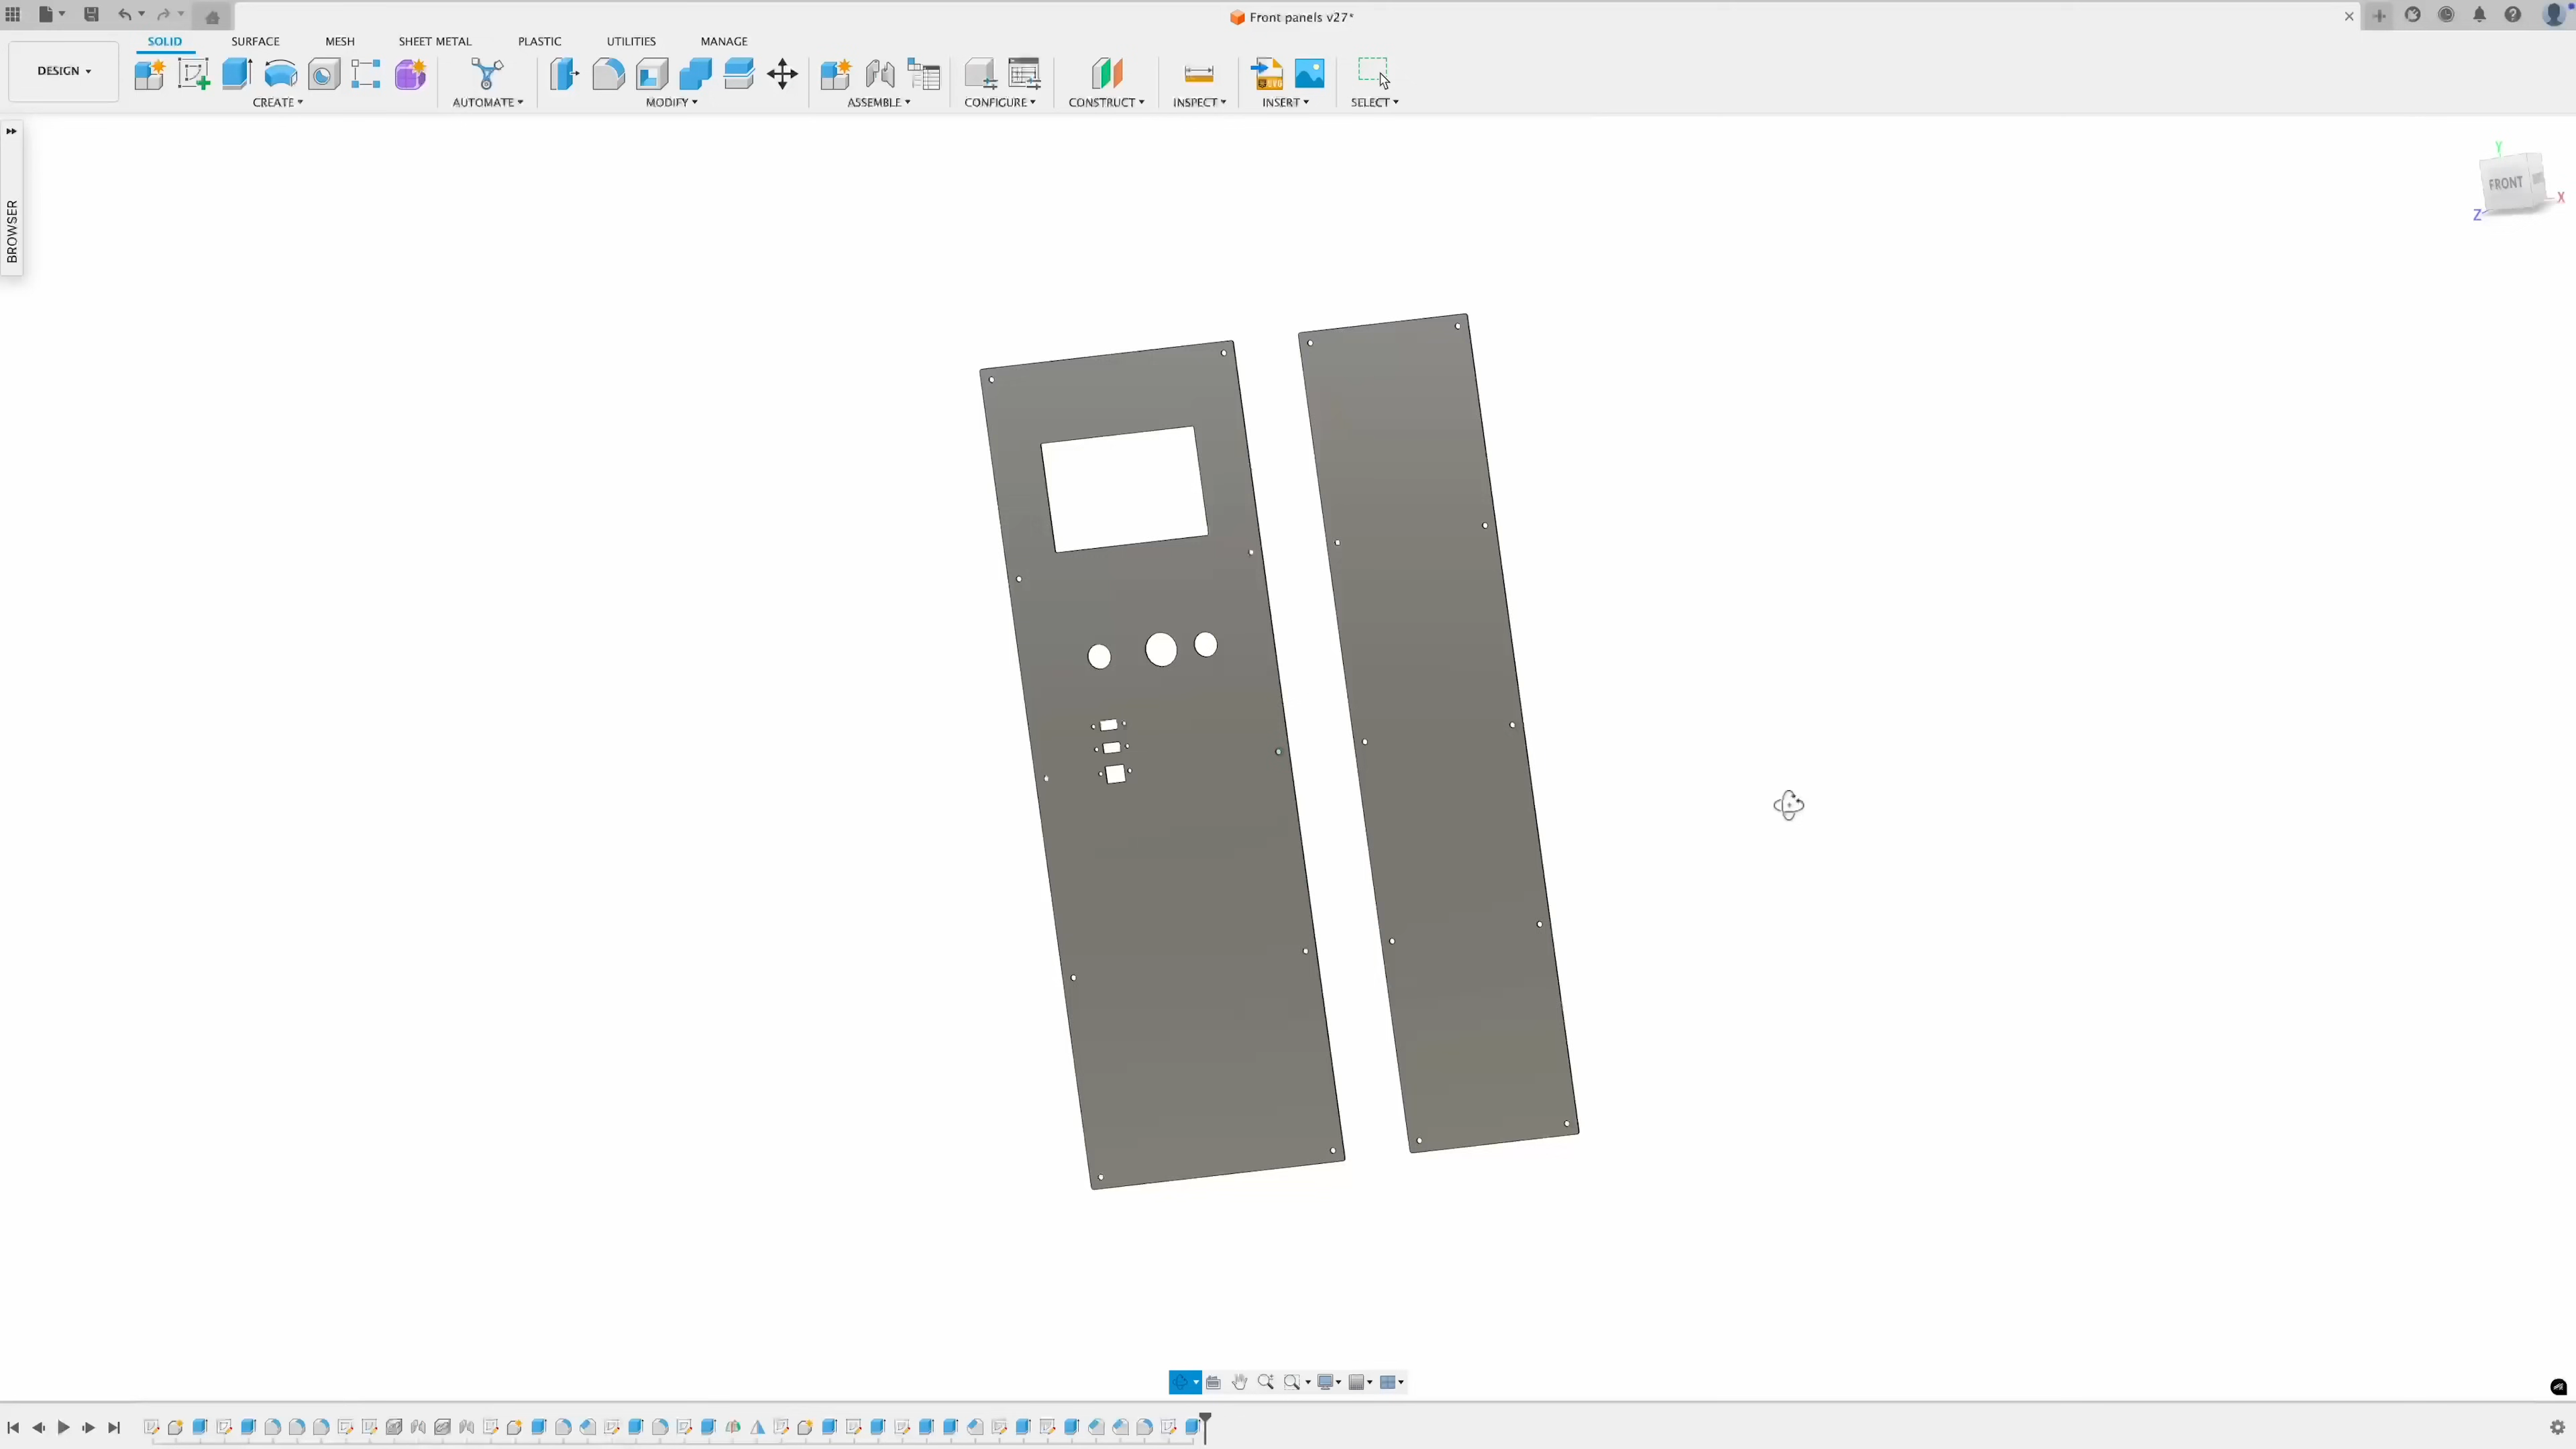 Front panels v27*
SOLID SURFACE MESH SHEET METAL PLASTIC UTILITIES MANAGE
DESIGN
CREATE AUTOMATE MODIFY ASSEMBLE CONFIGURE CONSTRUCT INSPECT INSERT SELECT
BROWSER
Y
FRONT
X
Z